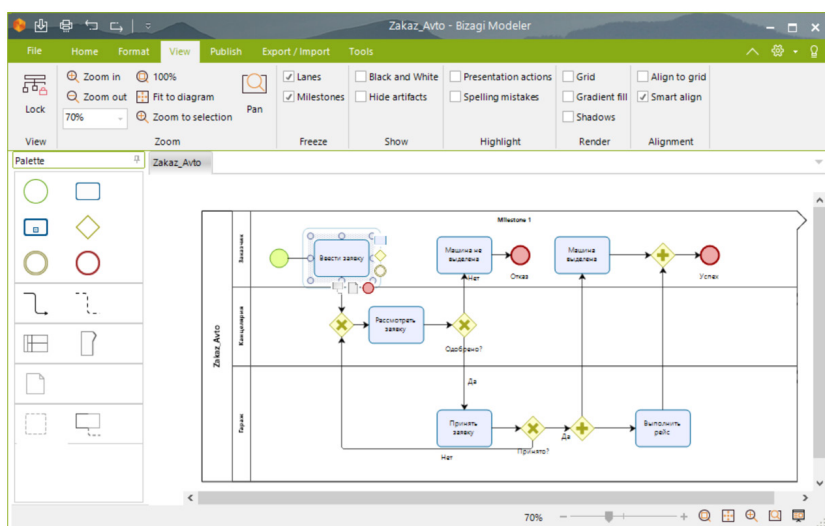 Zakaz_Avto - Bizagi Modeler
File Home Format View Publish Export / Import Tools
Lock
Zoom in
Zoom out
70%
100%
Fit to diagram
Zoom to selection
Pan
Lanes
Milestones
Black and White
Hide artifacts
Presentation actions
Spelling mistakes
Grid
Gradient fill
Shadows
Align to grid
Smart align
View Zoom Freeze Show Highlight Render Alignment
Palette
Zakaz_Avto
Milestone 1
Zakaz_Avto
Заказчик
Ввести заявку
Машина не
выделена
Нет
Отказ
Машина
выделена
Успех
Канцелярия
Рассмотреть
заявку
Одобрено?
Да
Гараж
Принять
заявку
Принято?
Да
Нет
Выполнить
рейс
70%